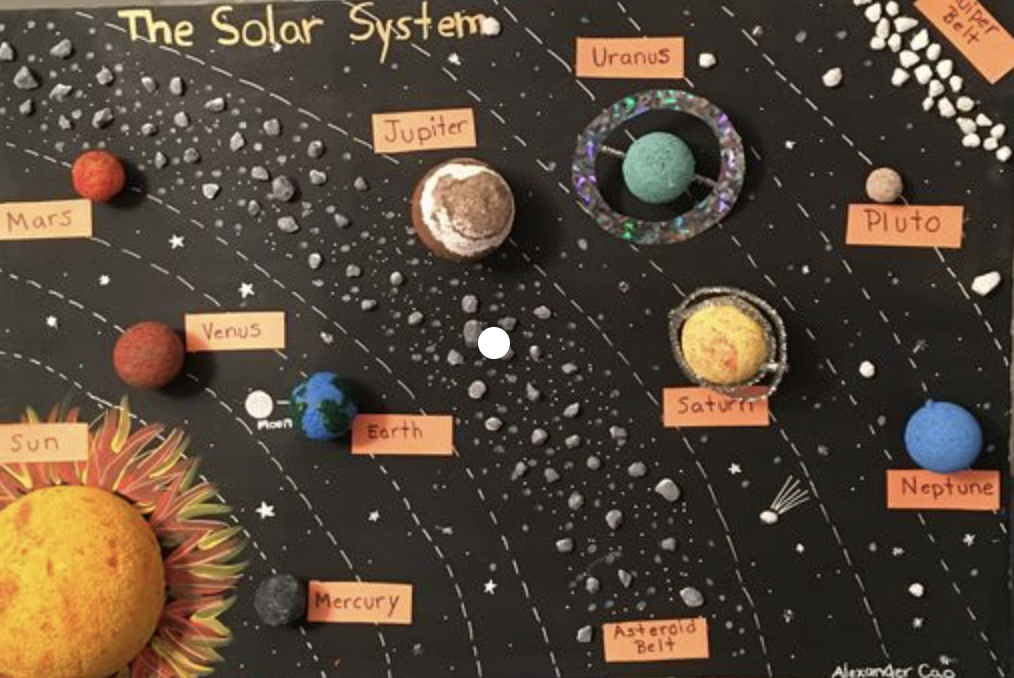 The Solar System
Kuiper
Belt
Uranus
Jupiter
Mars
Pluto
Venus
Saturn
Moon
Earth
Sun
Neptune
Mercury
Asteroid
Belt
Alexander Cao